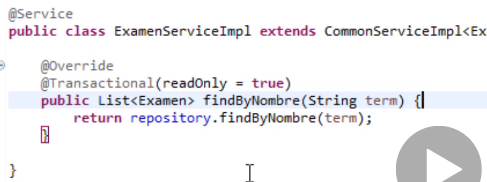 @Service
public class ExamenServiceImpl extends CommonServiceImpl<Ex
@Override
@Transactional(readOnly = true)
public List<Examen> findByNombre(String term) {
return repository.findByNombre(term);
}
}